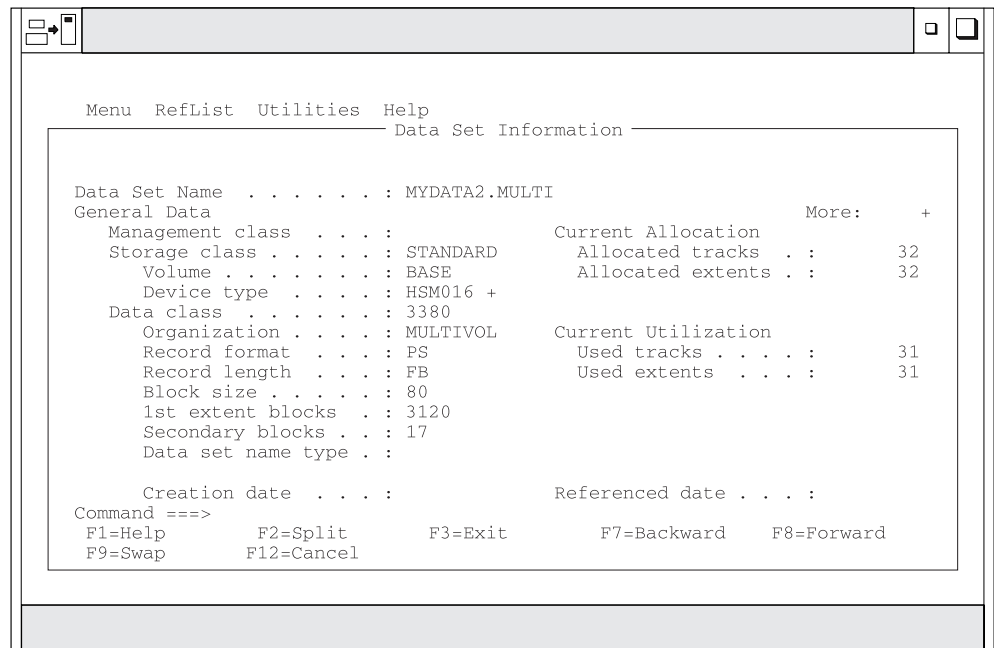 Menu  RefList  Utilities  Help
Data Set Information
Data Set Name  . . . . . . : MYDATA2.MULTI
General Data                                             More:     +
   Management class  . . . :               Current Allocation
   Storage class . . . . . : STANDARD        Allocated tracks  . :       32
      Volume . . . . . . . : BASE            Allocated extents . :       32
      Device type  . . . . : HSM016 +
   Data class  . . . . . . : 3380
      Organization . . . . : MULTIVOL      Current Utilization
      Record format  . . . : PS              Used tracks . . . . :       31
      Record length  . . . : FB              Used extents  . . . :       31
      Block size . . . . . : 80
      1st extent blocks  . : 3120
      Secondary blocks . . : 17
      Data set name type . :
      Creation date  . . . :               Referenced date . . . :
Command ===>
 F1=Help        F2=Split        F3=Exit        F7=Backward    F8=Forward
 F9=Swap       F12=Cancel